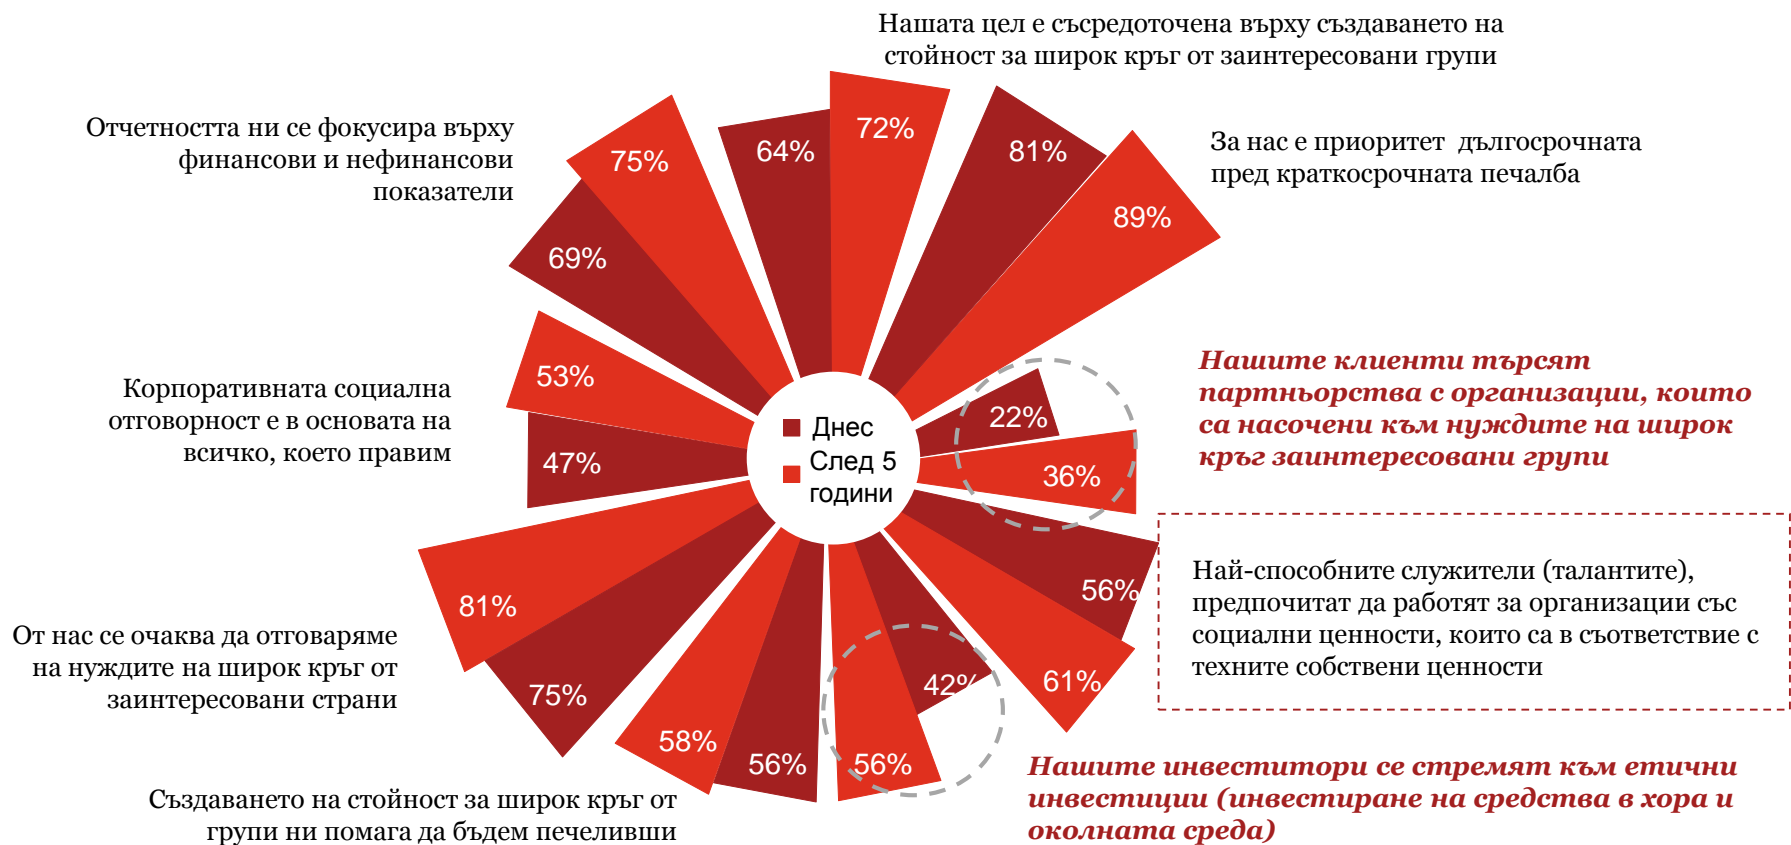 Нашата цел е съсредоточена върху създаването на
стойност за широк кръг от заинтересовани групи
Отчетността ни се фокусира върху
финансови и нефинансови
показатели
75%
69%
64%
72%
81%
89%
За нас е приоритет дългосрочната
пред краткосрочната печалба
Корпоративната социална
отговорност е в основата на
всичко, което правим
53%
47%
Днес
След 5
години
22%
36%
Нашите клиенти търсят
партньорства с организации, които
са насочени към нуждите на широк
кръг заинтересовани групи
56%
61%
Най-способните служители (талантите),
предпочитат да работят за организации със
социални ценности, които са в съответствие с
техните собствени ценности
От нас се очаква да отговаряме
на нуждите на широк кръг от
заинтересовани страни
81%
75%
58%
56%
42%
56%
Създаването на стойност за широк кръг от
групи ни помага да бъдем печеливши
Нашите инвеститори се стремят към етични
инвестиции (инвестиране на средства в хора и
околната среда)